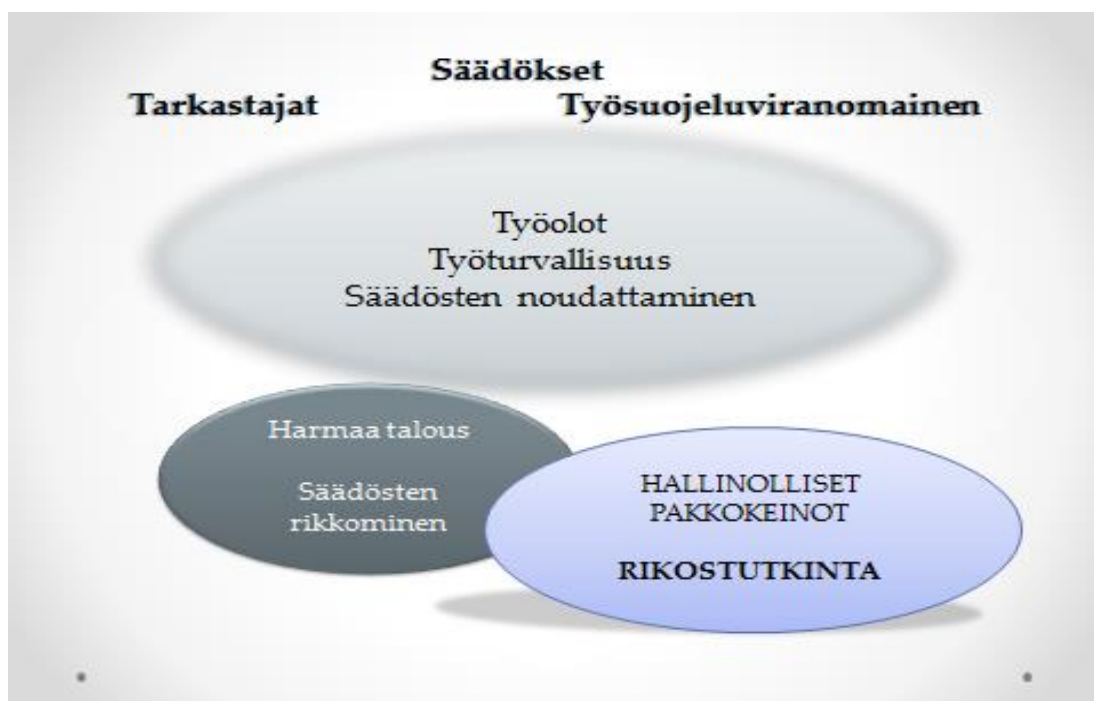 Säädökset
Tarkastajat Työsuojeluviranomainen
Työolot
Työturvallisuus
Säädösten noudattaminen
Harmaa talous
Säädösten
rikkominen
HALLINOLLISET
PAKKOKEINOT
RIKOSTUTKINTA